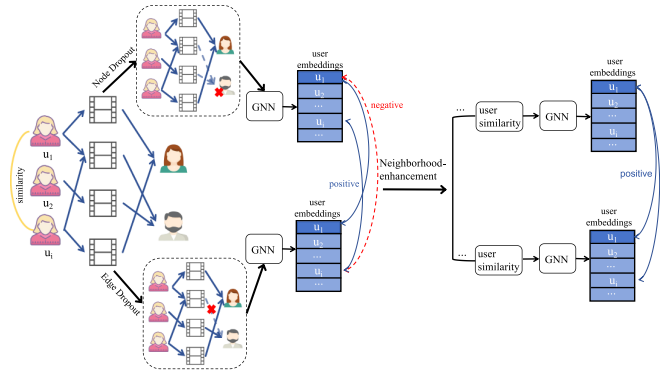 Node Dropout
similarity
u1
u2
ui
Edge Dropout
GNN
user
embeddings
u1
u2
...
ui
...
negative
positive
GNN
user
embeddings
u1
u2
...
ui
...
Neighborhood-
enhancement
...
user
similarity
GNN
user
embeddings
u1
u2
...
ui
...
positive
...
user
similarity
GNN
user
embeddings
u1
u2
...
ui
...